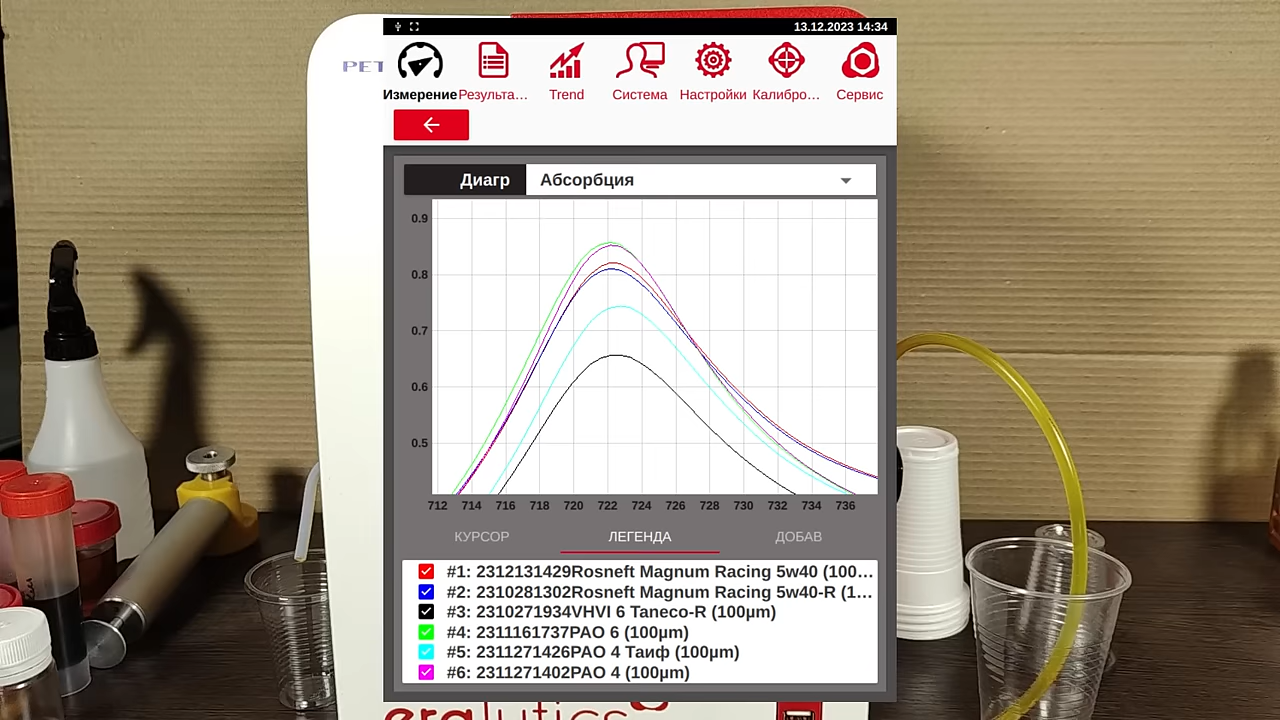 PET
13.12.2023 14:34
Измерение Результа... Trend Система Настройки Калибро... Сервис
Диагр Абсорбция
0.9
0.8
0.7
0.6
0.5
712 714 716 718 720 722 724 726 728 730 732 734 736
КУРСОР ЛЕГЕНДА ДОБАВ
#1: 2312131429Rosneft Magnum Racing 5w40 (100...
#2: 2310281302Rosneft Magnum Racing 5w40-R (1...
#3: 2310271934VHVI 6 Taneco-R (100µm)
#4: 2311161737PAO 6 (100µm)
#5: 2311271426PAO 4 Таиф (100µm)
#6: 2311271402PAO 4 (100µm)
eralytics